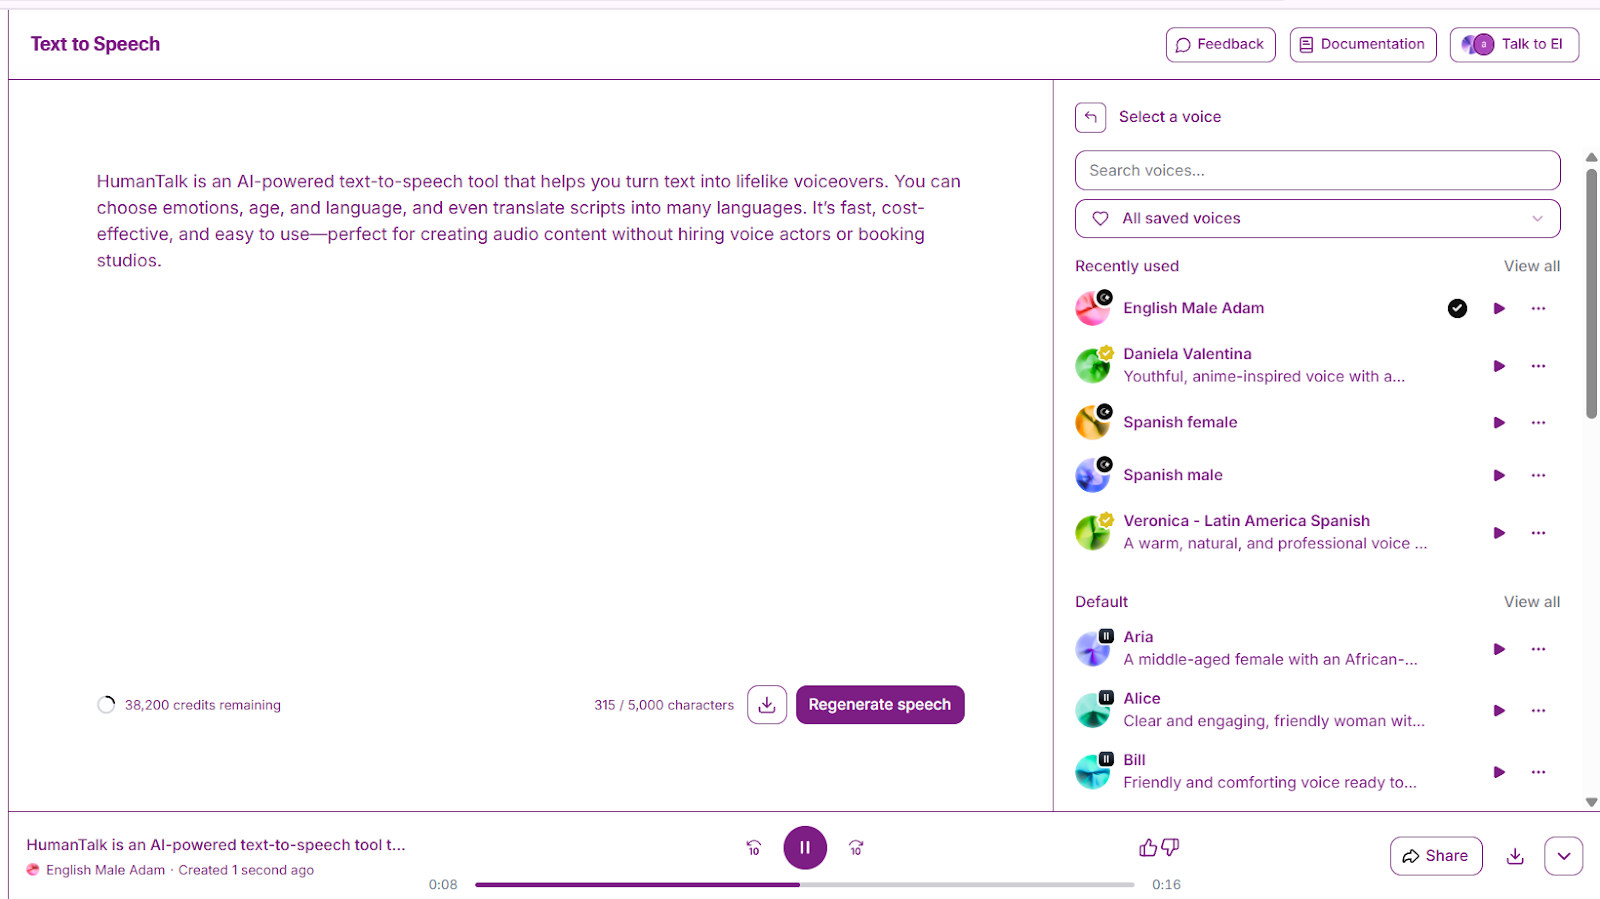 Text to Speech
Feedback
Documentation
a
Talk to EI
HumanTalk is an AI-powered text-to-speech tool that helps you turn text into lifelike voiceovers. You can
choose emotions, age, and language, and even translate scripts into many languages. It’s fast, cost-
effective, and easy to use—perfect for creating audio content without hiring voice actors or booking
studios.
38,200 credits remaining
315 / 5,000 characters
Regenerate speech
Select a voice
Search voices...
All saved voices
Recently used
View all
English Male Adam
Daniela Valentina
Youthful, anime-inspired voice with a...
Spanish female
Spanish male
Veronica - Latin America Spanish
A warm, natural, and professional voice ...
Default
View all
Aria
A middle-aged female with an African-...
Alice
Clear and engaging, friendly woman wit...
Bill
Friendly and comforting voice ready to...
HumanTalk is an AI-powered text-to-speech tool t...
English Male Adam · Created 1 second ago
10
10
0:08
0:16
Share